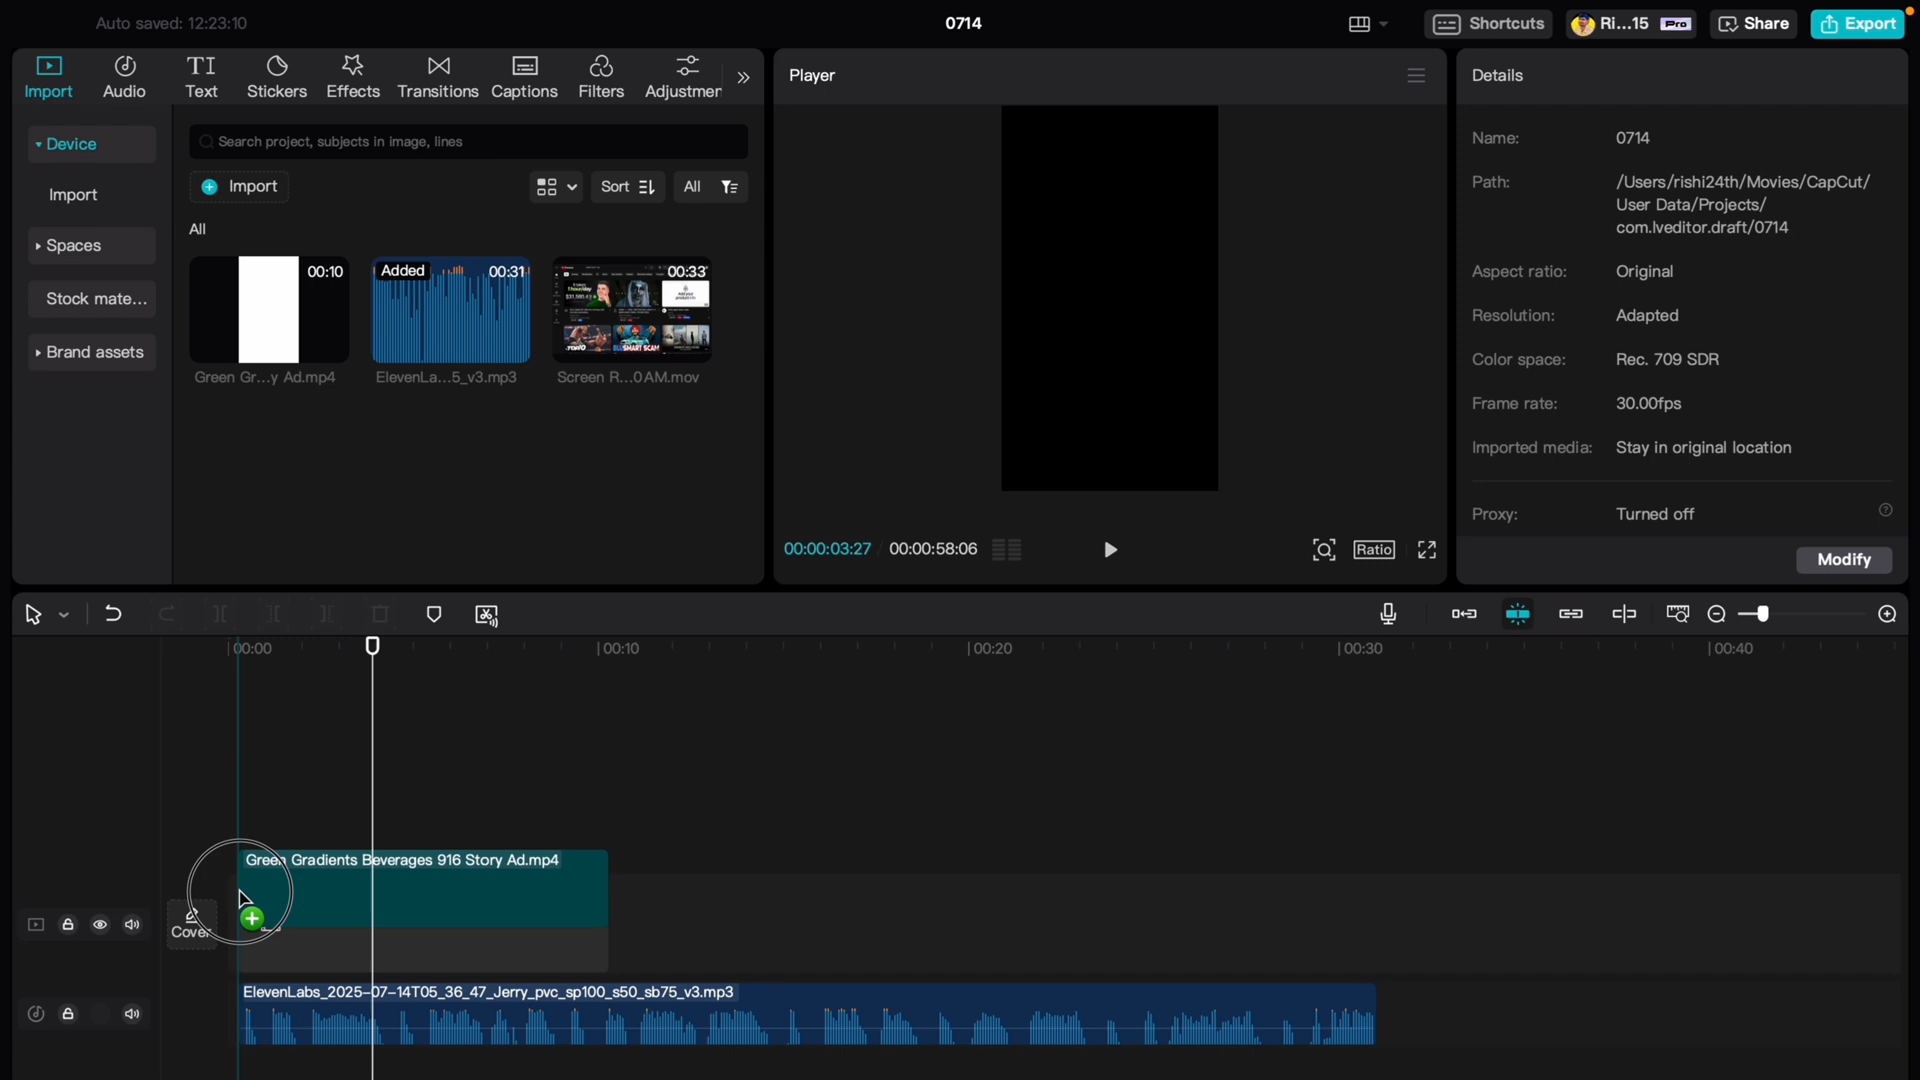 Auto saved: 12:23:10
0714
Shortcuts
Ri...15
Pro
Share
Export
Import
Audio
Text
Stickers
Effects
Transitions
Captions
Filters
Adjustmen
Device
Import
Spaces
Stock mate...
Brand assets
Search project, subjects in image, lines
Import
Sort
All
All
00:10
Green Gr...y Ad.mp4
Added
00:31
ElevenLa...5_v3.mp3
00:33
Screen R...0AM.mov
Player
00:00:03:27
00:00:58:06
Ratio
Details
Name:
0714
Path:
/Users/rishi24th/Movies/CapCut/
User Data/Projects/
com.lveditor.draft/0714
Aspect ratio:
Original
Resolution:
Adapted
Color space:
Rec. 709 SDR
Frame rate:
30.00fps
Imported media:
Stay in original location
Proxy:
Turned off
Modify
00:00
00:10
00:20
00:30
00:40
Green Gradients Beverages 916 Story Ad.mp4
Cover
ElevenLabs_2025-07-14T05_36_47_Jerry_pvc_sp100_s50_sb75_v3.mp3